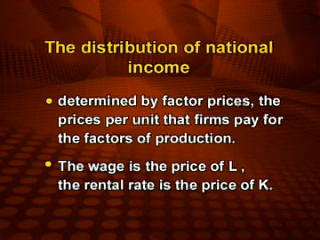 The distribution of national
income
• determined by factor prices, the
prices per unit that firms pay for
the factors of production.
• The wage is the price of L ,
the rental rate is the price of K.